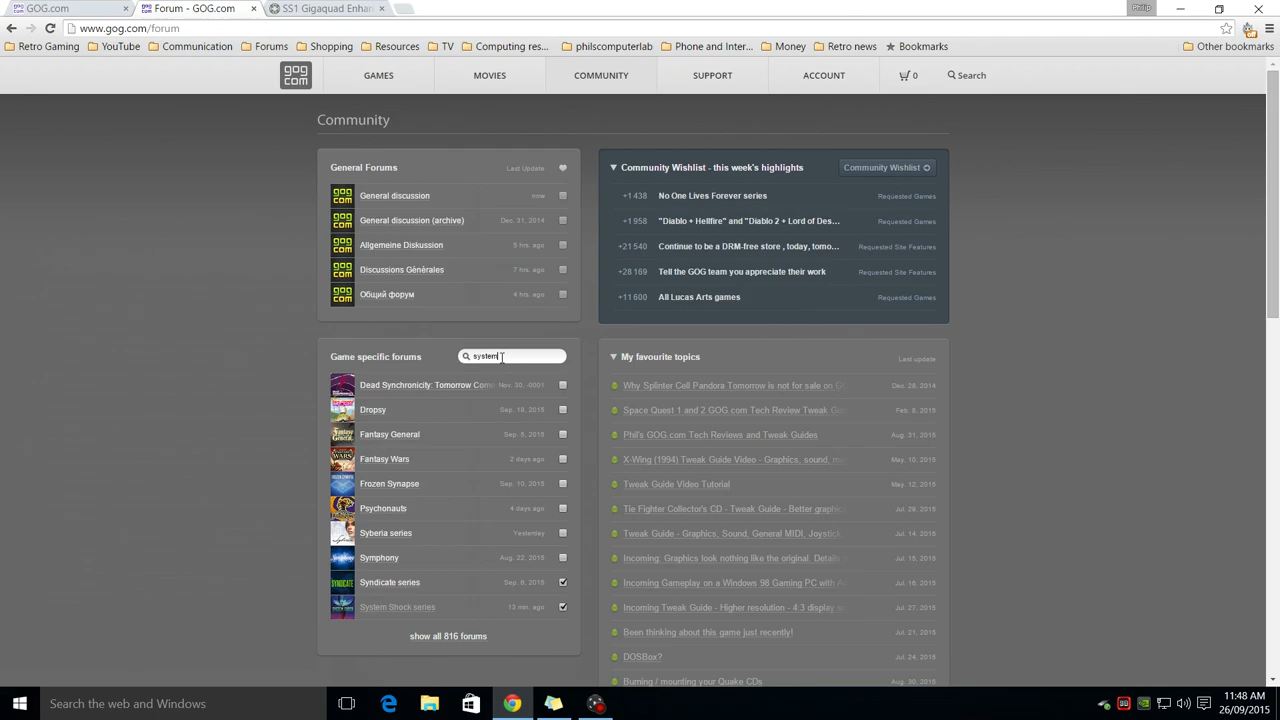 GOG.com
Forum - GOG.com
SS1 Gigaquad Enhan
Philip
www.gog.com/forum
Retro Gaming
YouTube
Communication
Forums
Shopping
Resources
TV
Computing res...
philscomputerlab
Phone and Inter...
Money
Retro news
Bookmarks
Other bookmarks
gog com
GAMES
MOVIES
COMMUNITY
SUPPORT
ACCOUNT
0
Search
Community
General Forums
Last Update
General discussion
now
General discussion (archive)
Dec. 31, 2014
Allgemeine Diskussion
5 hrs. ago
Discussions Générales
7 hrs. ago
Общий форум
4 hrs. ago
Community Wishlist - this week's highlights
Community Wishlist
+1 438 No One Lives Forever series Requested Games
+1 958 "Diablo + Hellfire" and "Diablo 2 + Lord of Des... Requested Games
+21 540 Continue to be a DRM-free store , today, tomo... Requested Site Features
+28 169 Tell the GOG team you appreciate their work Requested Site Features
+11 600 All Lucas Arts games Requested Games
Game specific forums
system
Dead Synchronicity: Tomorrow Com Nov. 30, -0001
Dropsy Sep. 18, 2015
Fantasy General Sep. 5, 2015
Fantasy Wars 2 days ago
Frozen Synapse Sep. 10, 2015
Psychonauts 4 days ago
Syberia series Yesterday
Symphony Aug. 22, 2015
Syndicate series Sep. 6, 2015
System Shock series 13 min. ago
show all 816 forums
My favourite topics
Last update
Why Splinter Cell Pandora Tomorrow is not for sale on G Dec. 28, 2014
Space Quest 1 and 2 GOG.com Tech Review Tweak Gu Feb. 8, 2015
Phil's GOG.com Tech Reviews and Tweak Guides Aug. 31, 2015
X-Wing (1994) Tweak Guide Video - Graphics, sound, m May. 10, 2015
Tweak Guide Video Tutorial May. 12, 2015
Tie Fighter Collector's CD - Tweak Guide - Better graphic Jul. 29, 2015
Tweak Guide - Graphics, Sound, General MIDI, Joystick, Jul. 14, 2015
Incoming: Graphics look nothing like the original. Details Jul. 15, 2015
Incoming Gameplay on a Windows 98 Gaming PC with A Jul. 16, 2015
Incoming Tweak Guide - Higher resolution - 4:3 display s Jul. 27, 2015
Been thinking about this game just recently! Jul. 21, 2015
DOSBox? Jul. 24, 2015
Burning / mounting your Quake CDs Aug. 30, 2015
Search the web and Windows
11:48 AM
26/09/2015